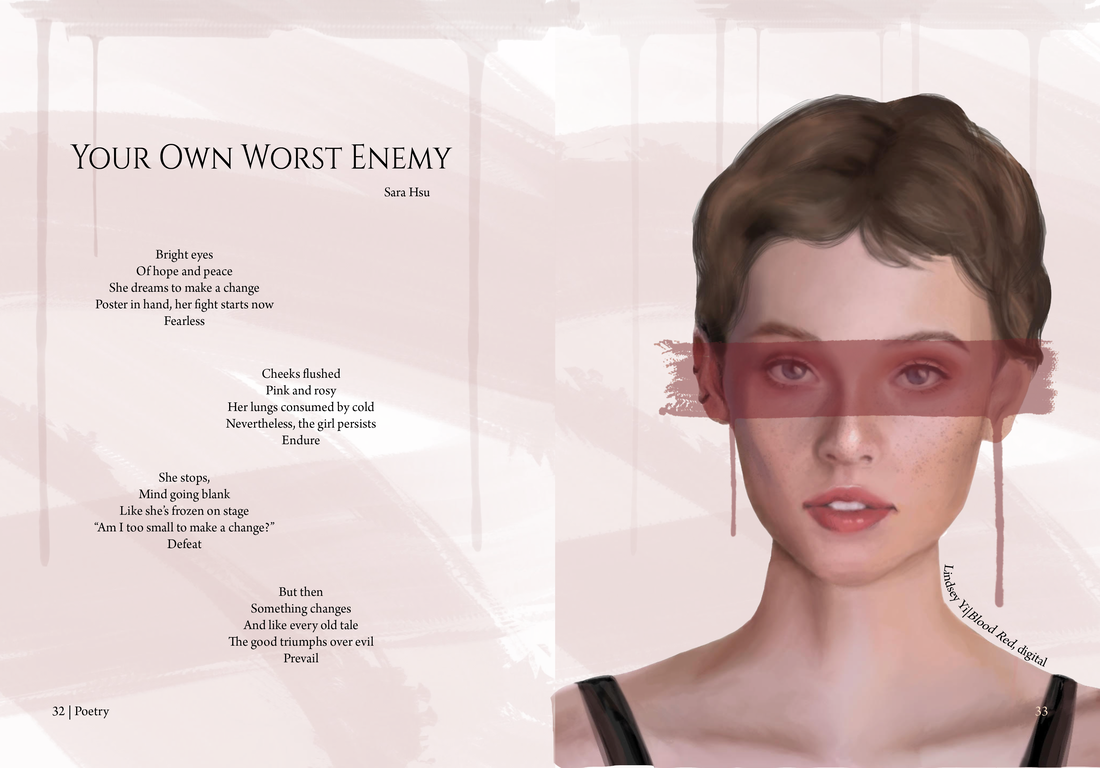 Your Own Worst Enemy
Sara Hsu
Bright eyes
Of hope and peace
She dreams to make a change
Poster in hand, her fight starts now
Fearless
Cheeks flushed
Pink and rosy
Her lungs consumed by cold
Nevertheless, the girl persists
Endure
She stops,
Mind going blank
Like she’s frozen on stage
“Am I too small to make a change?”
Defeat
But then
Something changes
And like every old tale
The good triumphs over evil
Prevail
32 | Poetry
Lindsey Yi|Blood Red, digital
33